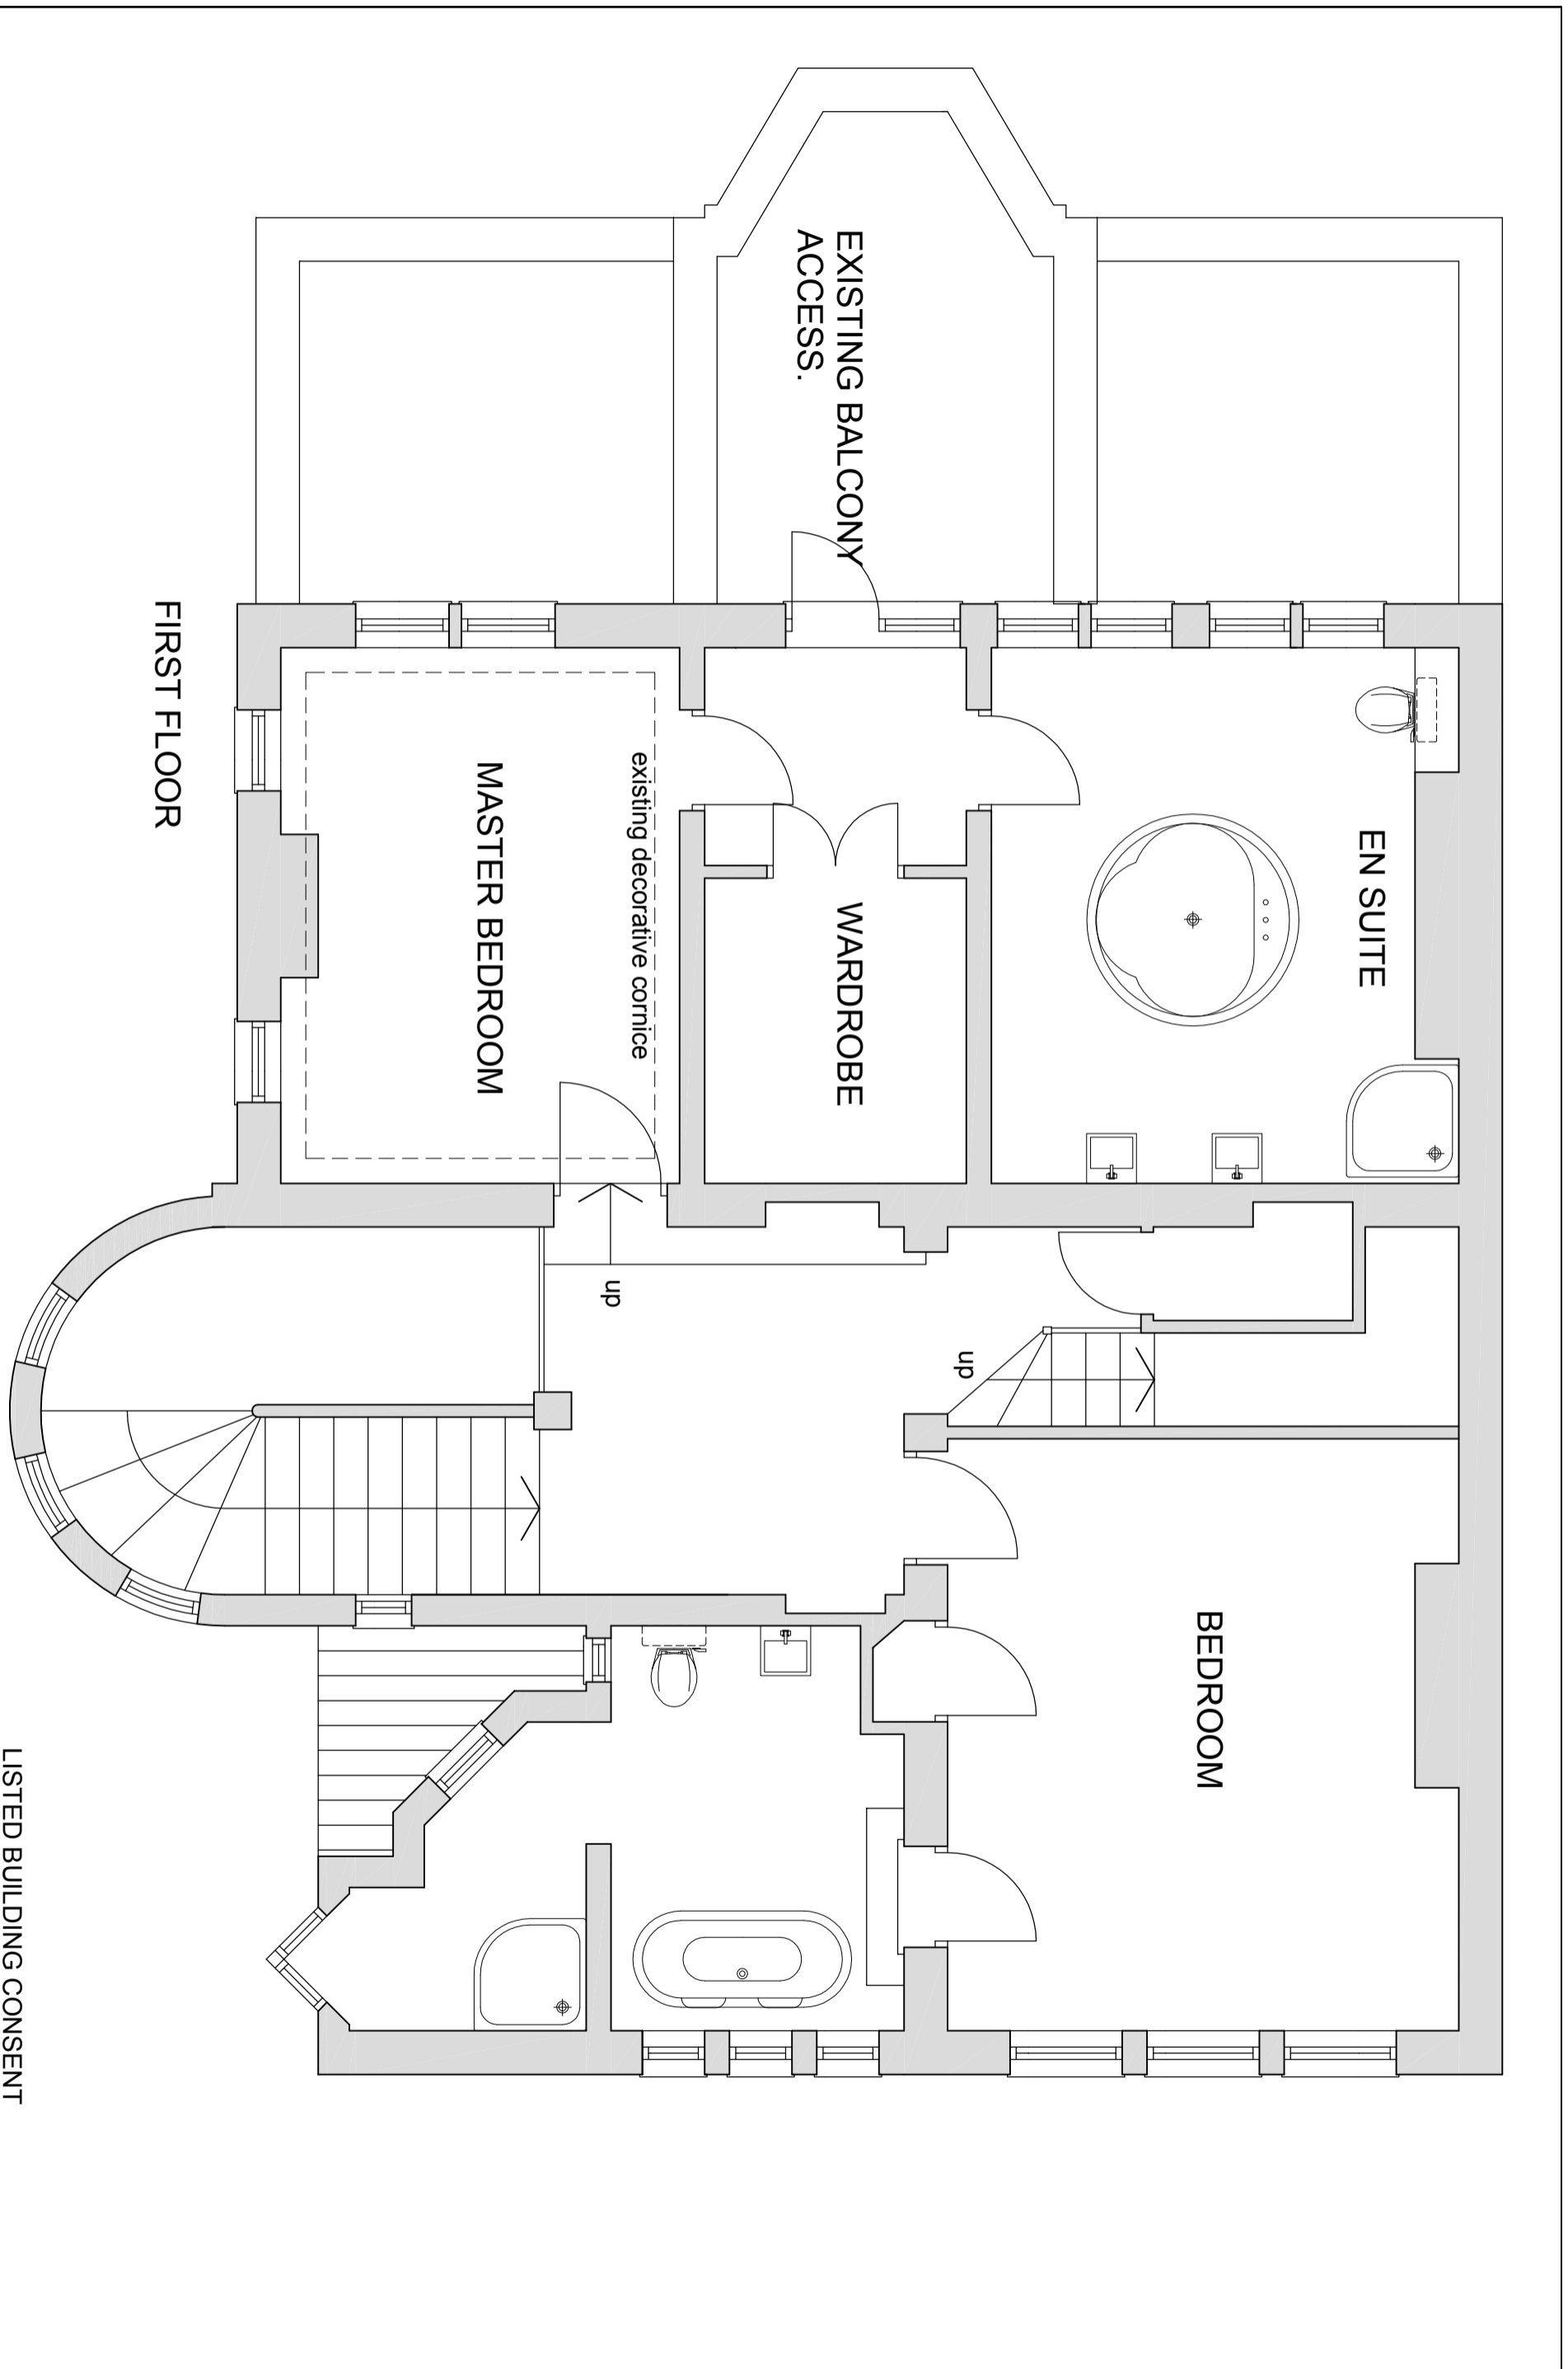 EN SUITE
BEDROOM
EXISTING BALCONY
ACCESS.
WARDROBE
up
existing decorative cornice
up
MASTER BEDROOM
FIRST FLOOR
LISTED BUILDING CONSENT